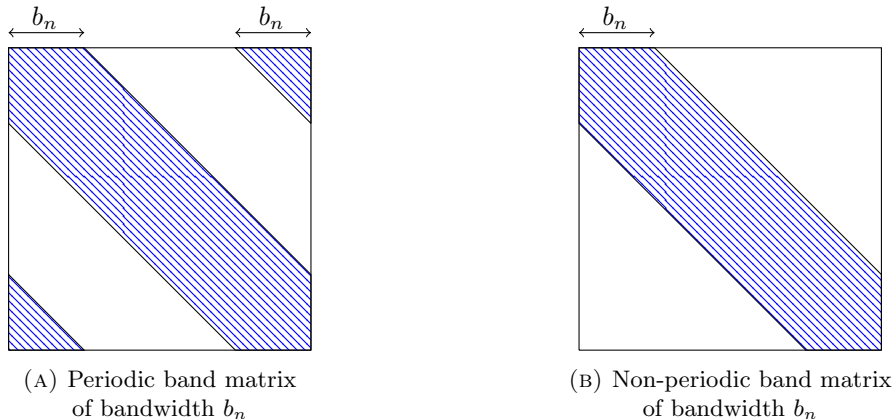 $b_n$ $b_n$ $b_n$
(A) Periodic band matrix
of bandwidth $b_n$
(B) Non-periodic band matrix
of bandwidth $b_n$